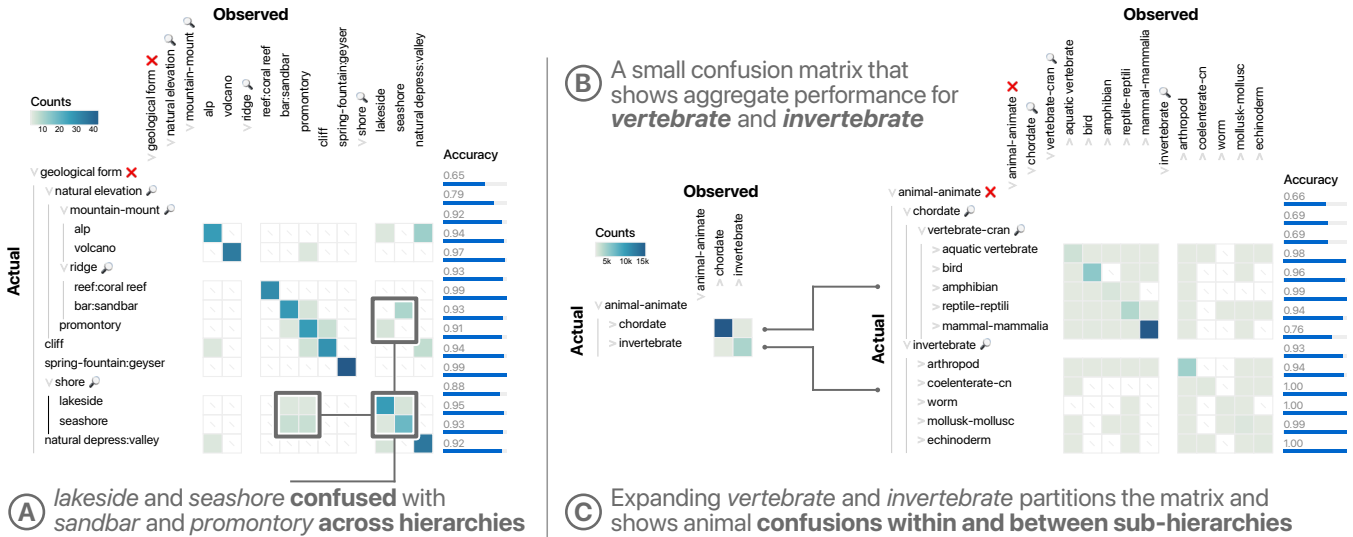 Observed
Counts
10 20 30 40
geological form
natural elevation
mountain-mount
alp
volcano
ridge
reef:coral reef
bar:sandbar
promontory
cliff
spring-fountain:geyser
shore
lakeside
seashore
natural depress:valley
Accuracy
Actual
geological form
0.65
natural elevation
0.79
mountain-mount
0.92
alp
0.94
volcano
0.97
ridge
0.93
reef:coral reef
0.99
bar:sandbar
0.93
promontory
0.91
cliff
0.94
spring-fountain:geyser
0.99
shore
0.88
lakeside
0.95
seashore
0.93
natural depress:valley
0.92
A
lakeside and seashore confused with
sandbar and promontory across hierarchies
B
A small confusion matrix that
shows aggregate performance for
vertebrate and invertebrate
Observed
Counts
5k 10k 15k
animal-animate
chordate
invertebrate
Actual
animal-animate
chordate
invertebrate
Observed
animal-animate
chordate
vertebrate-cran
aquatic vertebrate
bird
amphibian
reptile-reptili
mammal-mammalia
invertebrate
arthropod
coelenterate-cn
worm
mollusk-mollusc
echinoderm
Accuracy
Actual
animal-animate
0.66
chordate
0.69
vertebrate-cran
0.69
aquatic vertebrate
0.98
bird
0.96
amphibian
0.99
reptile-reptili
0.94
mammal-mammalia
0.76
invertebrate
0.93
arthropod
0.94
coelenterate-cn
1.00
worm
1.00
mollusk-mollusc
0.99
echinoderm
1.00
C
Expanding vertebrate and invertebrate partitions the matrix and
shows animal confusions within and between sub-hierarchies